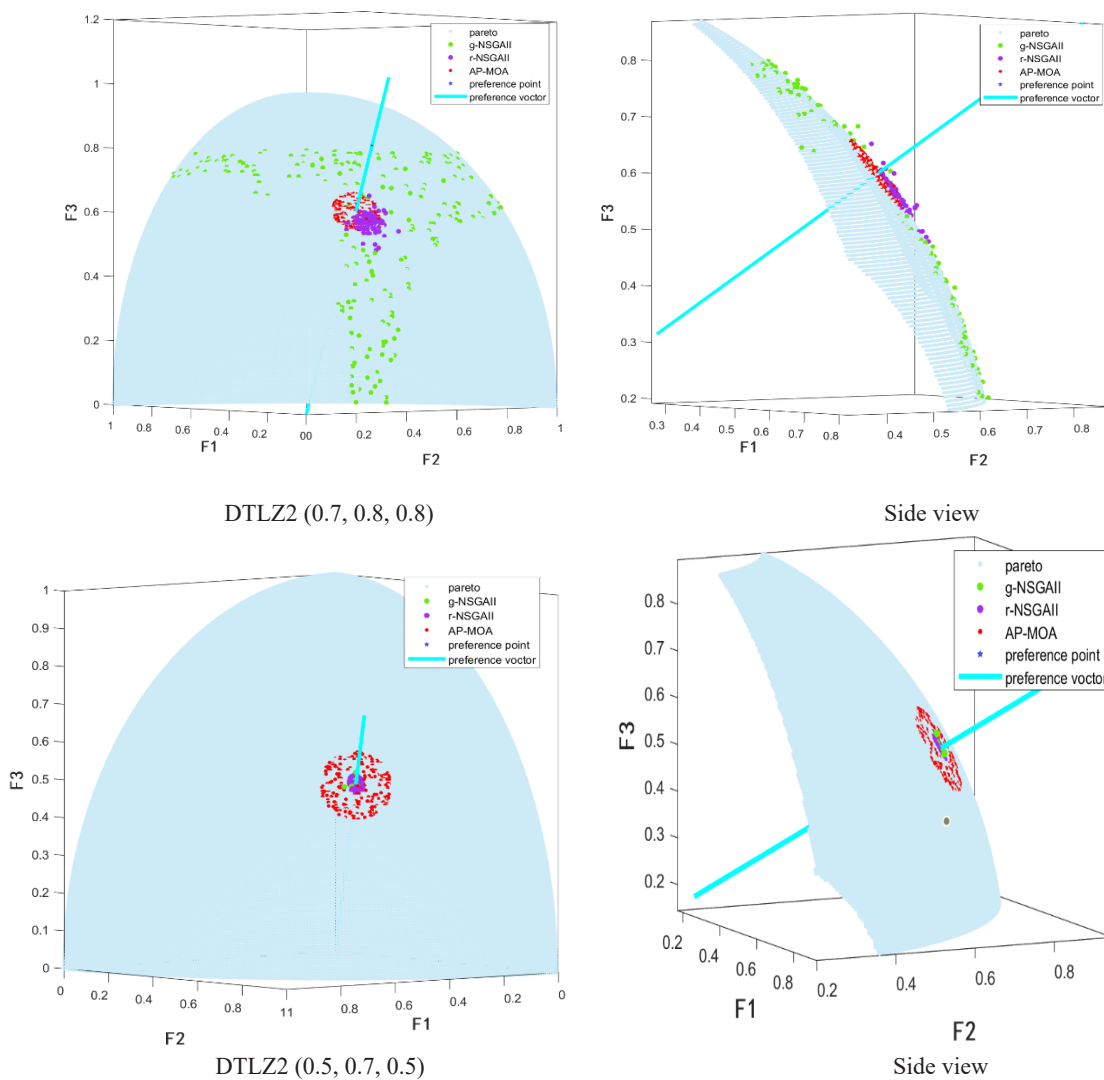 1.2
1
0.8
0.6
0.4
0.2
0
F3
1
0.8
0.6
0.4
0.2
00
0.2
0.4
0.6
0.8
1
F1
F2
pareto
g-NSGAII
r-NSGAII
AP-MOA
preference point
preference voctor
DTLZ2 (0.7, 0.8, 0.8)
0.8
0.7
0.6
0.5
0.4
0.3
0.2
F3
0.3
0.4
0.5
0.6
0.7
0.8
0.5
0.6
0.7
0.8
F1
F2
pareto
g-NSGAII
r-NSGAII
AP-MOA
preference point
preference voctor
Side view
1
0.9
0.8
0.7
0.6
0.5
0.4
0.3
0.2
0.1
0
F3
0
0.2
0.4
0.6
0.8
11
0.8
0.6
0.4
0.2
0
F2
F1
pareto
g-NSGAII
r-NSGAII
AP-MOA
preference point
preference voctor
DTLZ2 (0.5, 0.7, 0.5)
0.8
0.7
0.6
0.5
0.4
0.3
0.2
F3
0.2
0.4
0.6
0.8
0.2
0.4
0.6
0.8
F1
F2
pareto
g-NSGAII
r-NSGAII
AP-MOA
preference point
preference voctor
Side view